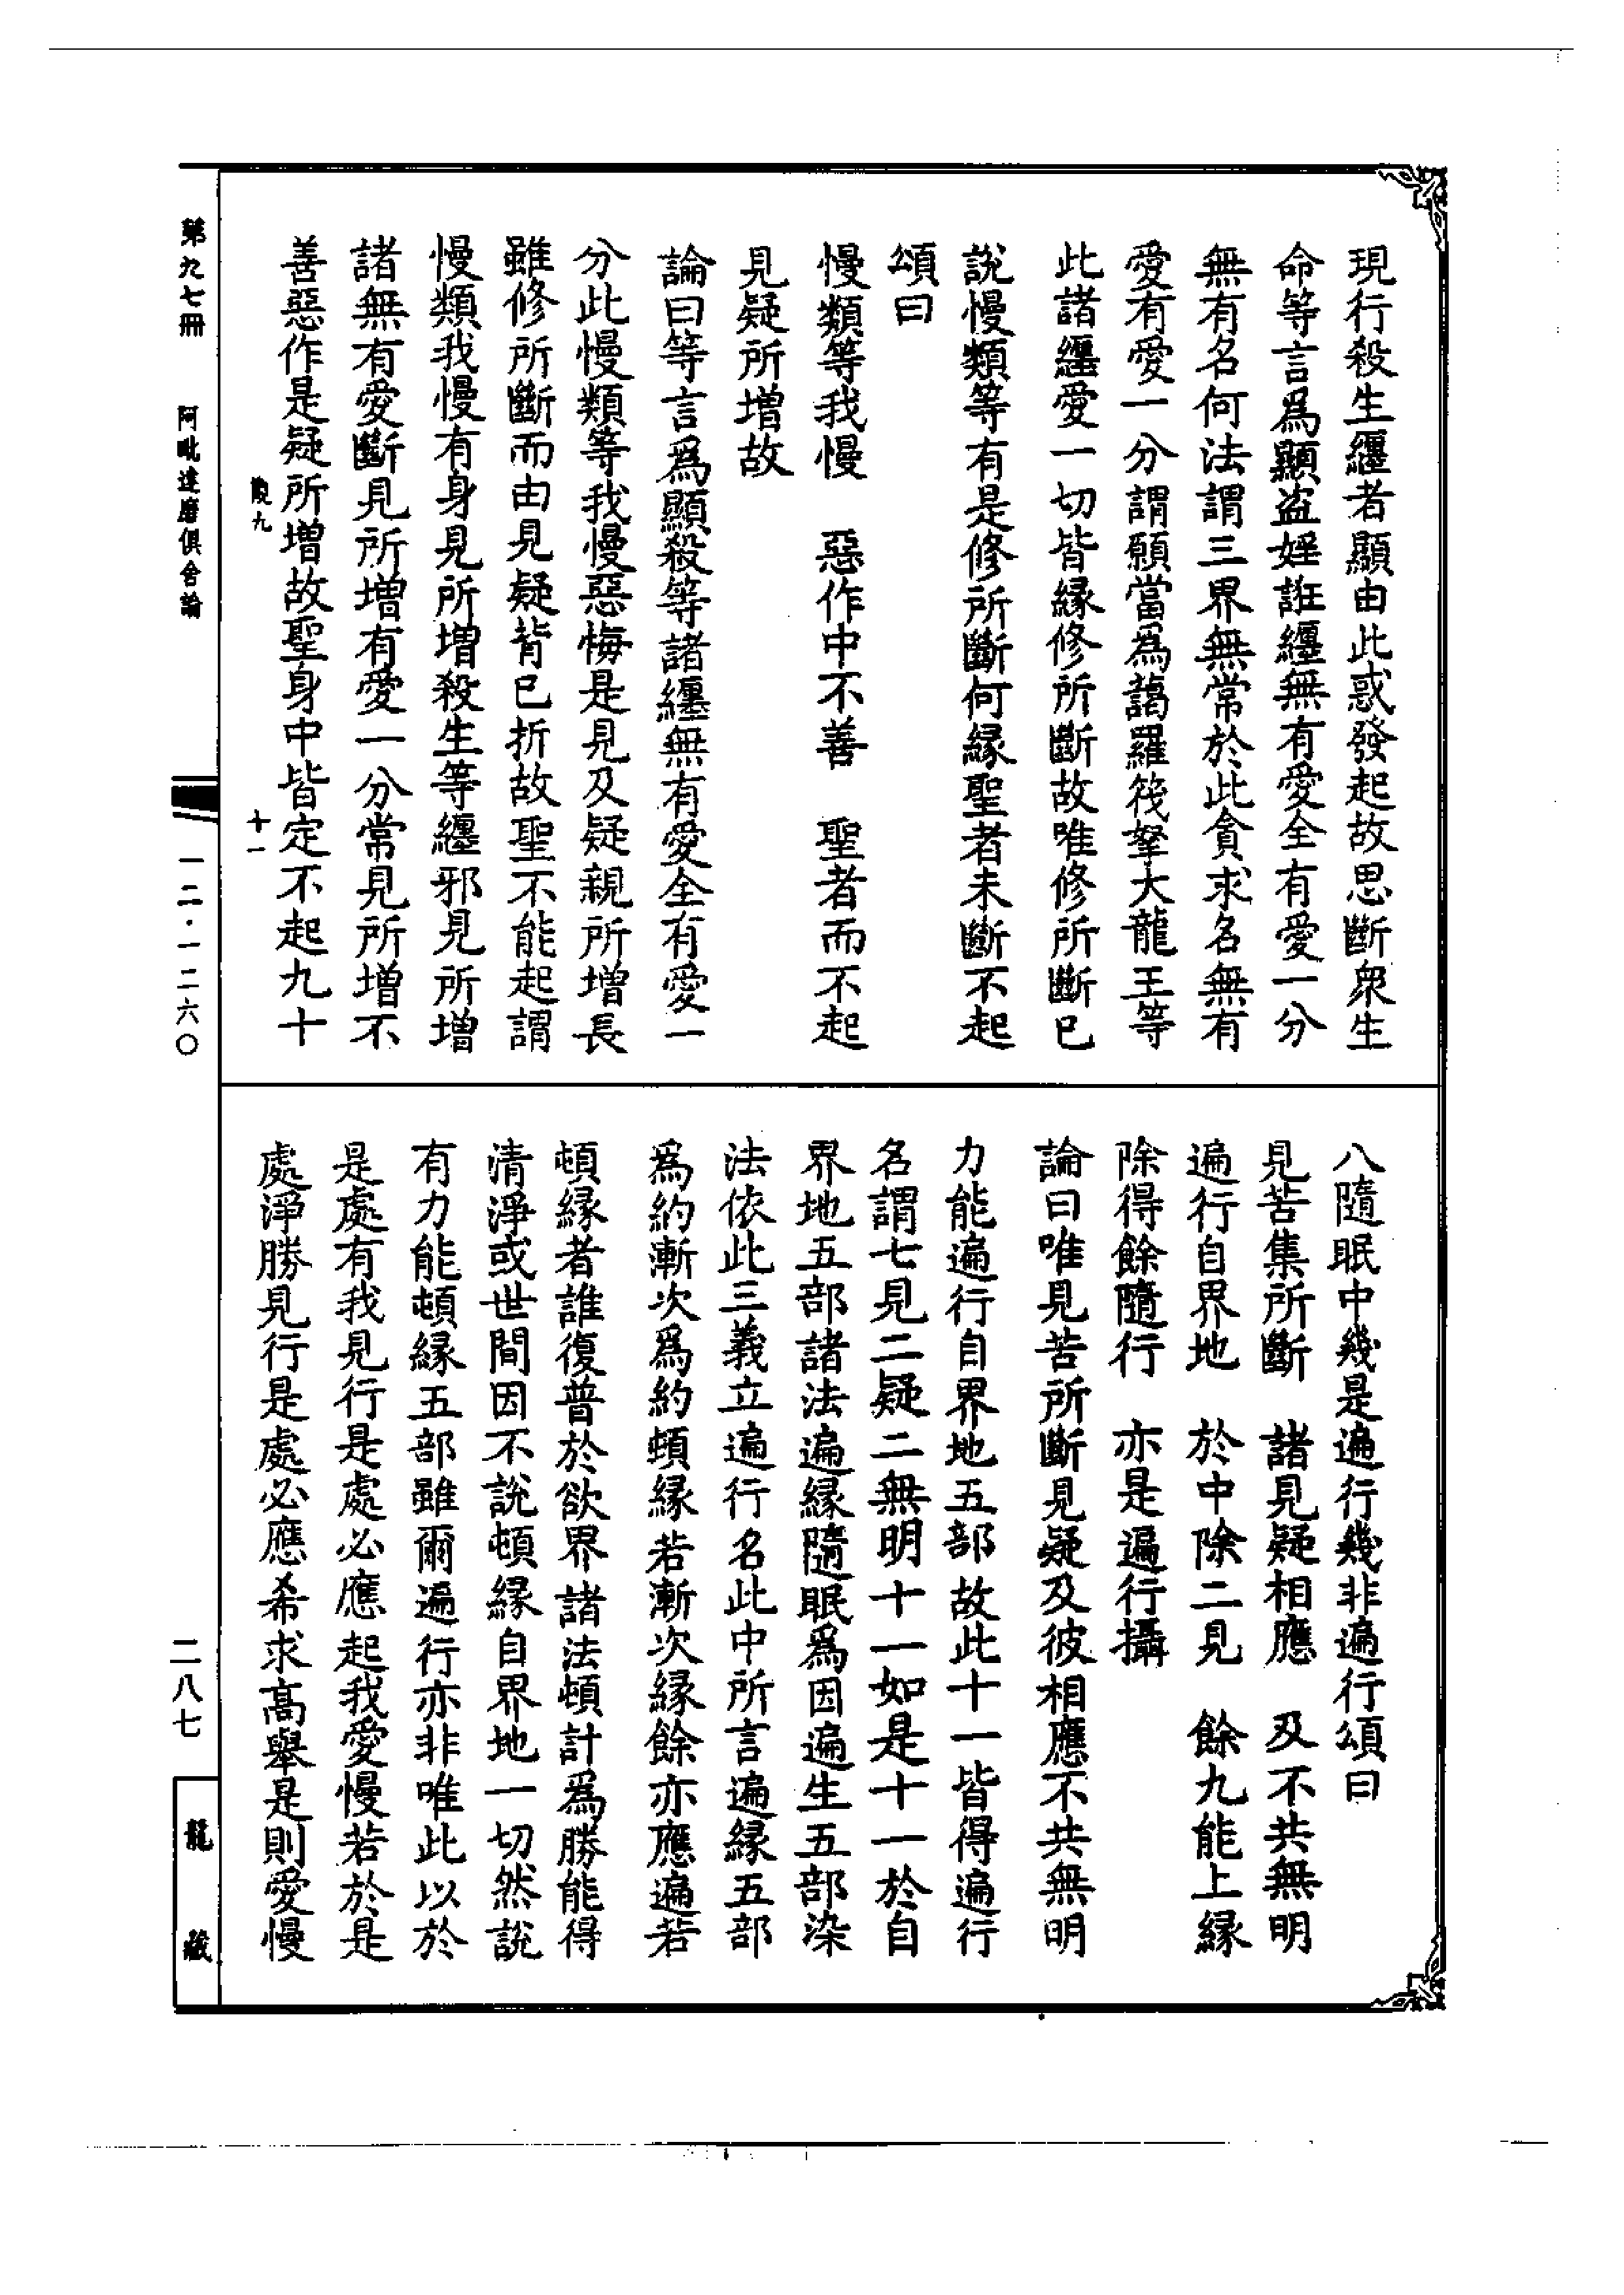 現行殺生纏者顯由此惑發起故思斷衆生
命等言爲顯盜婬誑纏無有愛全有愛一分
無有名何法謂三界無常於此貪求名無有
愛有愛一分謂願當爲藹羅筏拏大龍王等
此諸纏愛一切皆緣修所斷故唯修所斷已
說慢類等有是修所斷何緣聖者未斷不起
頌曰
慢類等我慢　惡作中不善　聖者而不起
見疑所增故
論曰等言爲顯殺等諸纏無有愛全有愛一
分此慢類等我慢惡悔是見及疑親所增長
雖修所斷而由見疑背已折故聖不能起謂
慢類我慢有身見所增殺生等纏邪見所增
諸無有愛斷見所增有愛一分常見所增不
善惡作是疑所增故聖身中皆定不起九十
八隨眠中幾是遍行幾非遍行頌曰
見苦集所斷　諸見疑相應　及不共無明
遍行自界地　於中除二見　餘九能上緣
除得餘隨行　亦是遍行攝
論曰唯見苦所斷見疑及彼相應不共無明
力能遍行自界地五部故此十一皆得遍行
名謂七見二疑二無明十一如是十一於自
界地五部諸法遍緣隨眠爲因遍生五部染
法依此三義立遍行名此中所言遍緣五部
爲約漸次爲約頓緣若漸次緣餘亦應遍若
頓緣者誰復普於欲界諸法頓計爲勝能得
清淨或世間因不說頓緣自界地一切然說
有力能頓緣五部雖爾遍行亦非唯此以於
是處有我見行是處必應起我愛慢若於是
處淨勝見行是處必應希求高舉是則愛慢
觀九
十一
第九七冊
阿毗達磨俱舍論
一二·一二六〇
二八七
龍藏